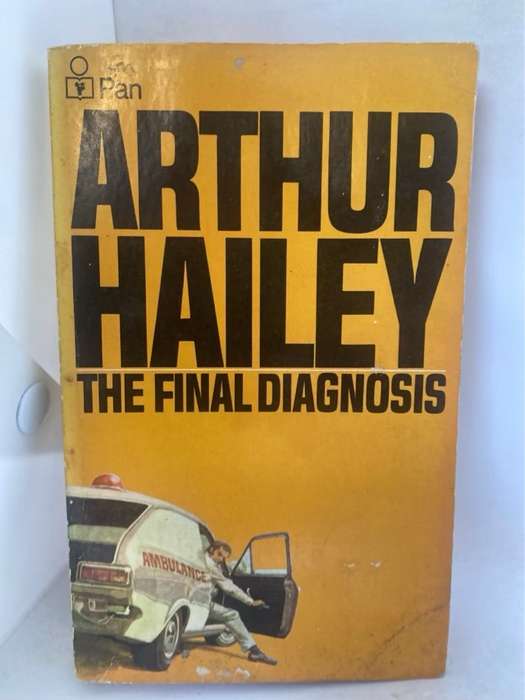 Pan
ARTHUR
HAILEY
THE FINAL DIAGNOSIS
AMBULANCE